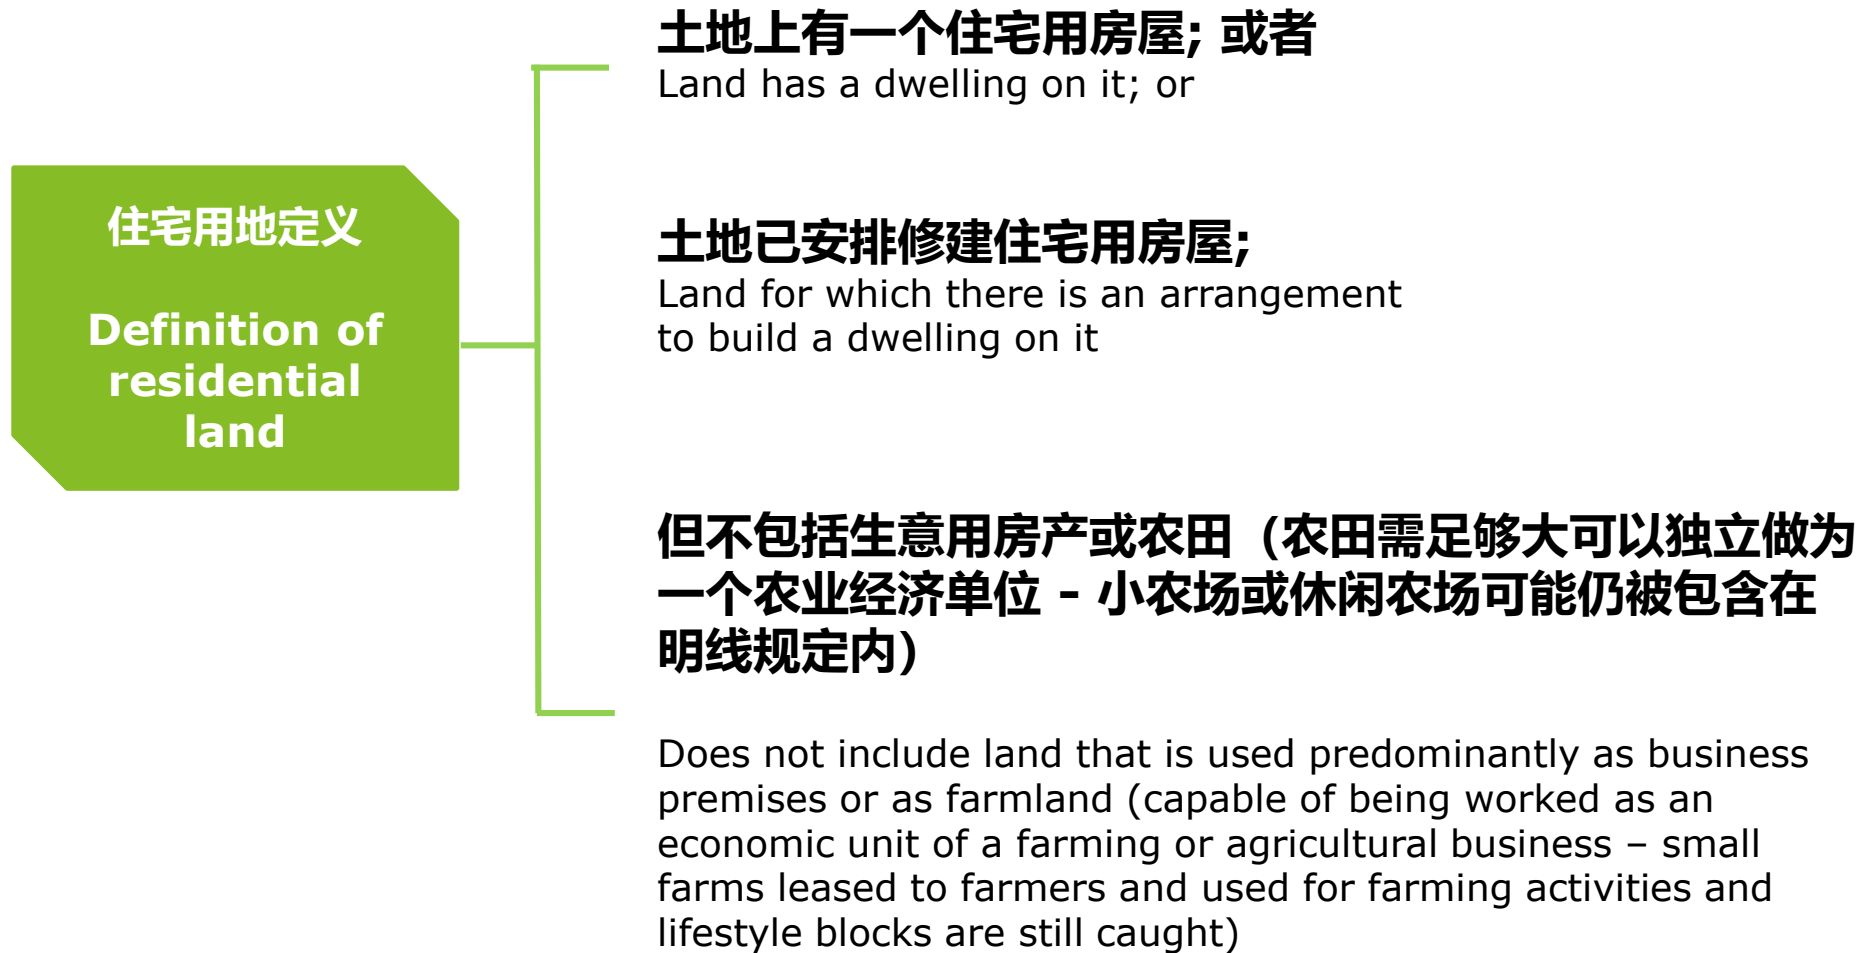 住宅用地定义
Definition of
residential
land
土地上有一个住宅用房屋; 或者
Land has a dwelling on it; or
土地已安排修建住宅用房屋;
Land for which there is an arrangement
to build a dwelling on it
但不包括生意用房产或农田（农田需足够大可以独立做为
一个农业经济单位 – 小农场或休闲农场可能仍被包含在
明线规定内）
Does not include land that is used predominantly as business
premises or as farmland (capable of being worked as an
economic unit of a farming or agricultural business – small
farms leased to farmers and used for farming activities and
lifestyle blocks are still caught)